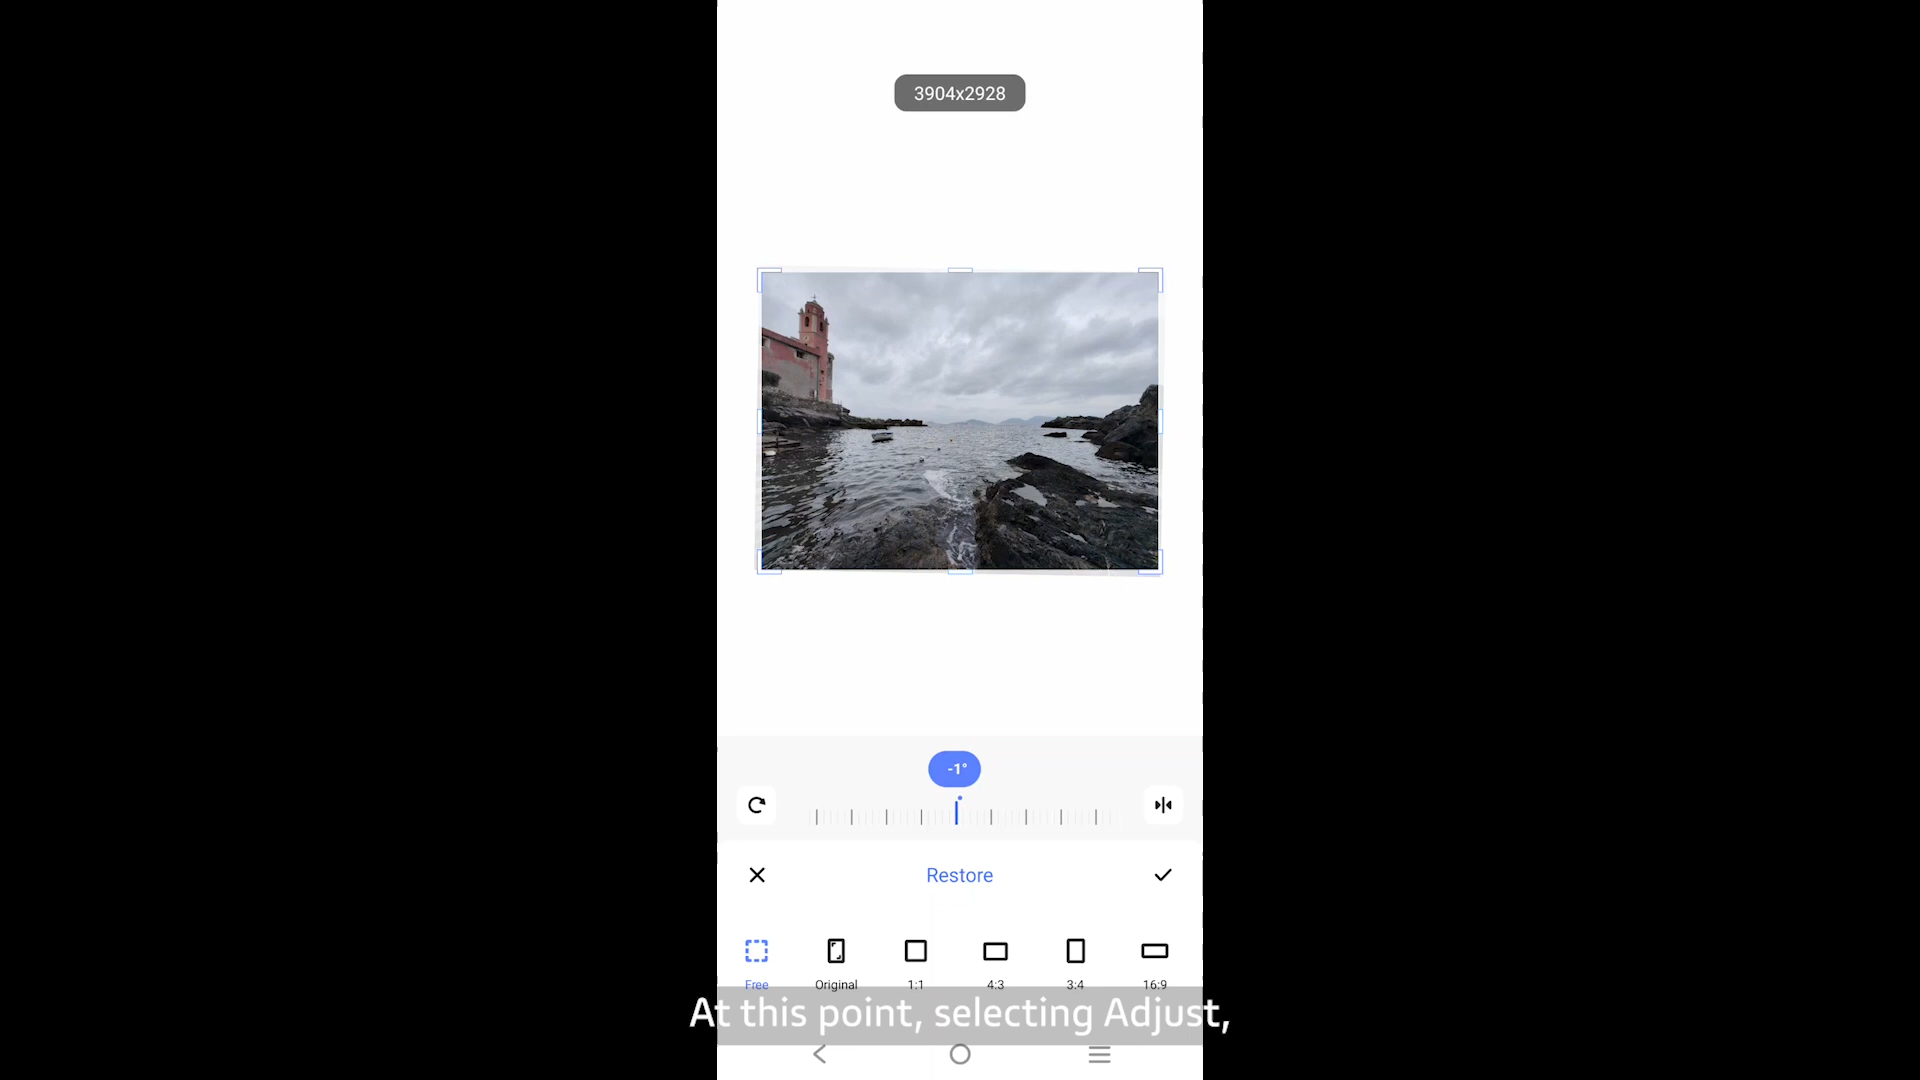 3904x2928
-1°
Restore
Free
Original
1:1
4:3
3:4
16:9
At this point, selecting Adjust,